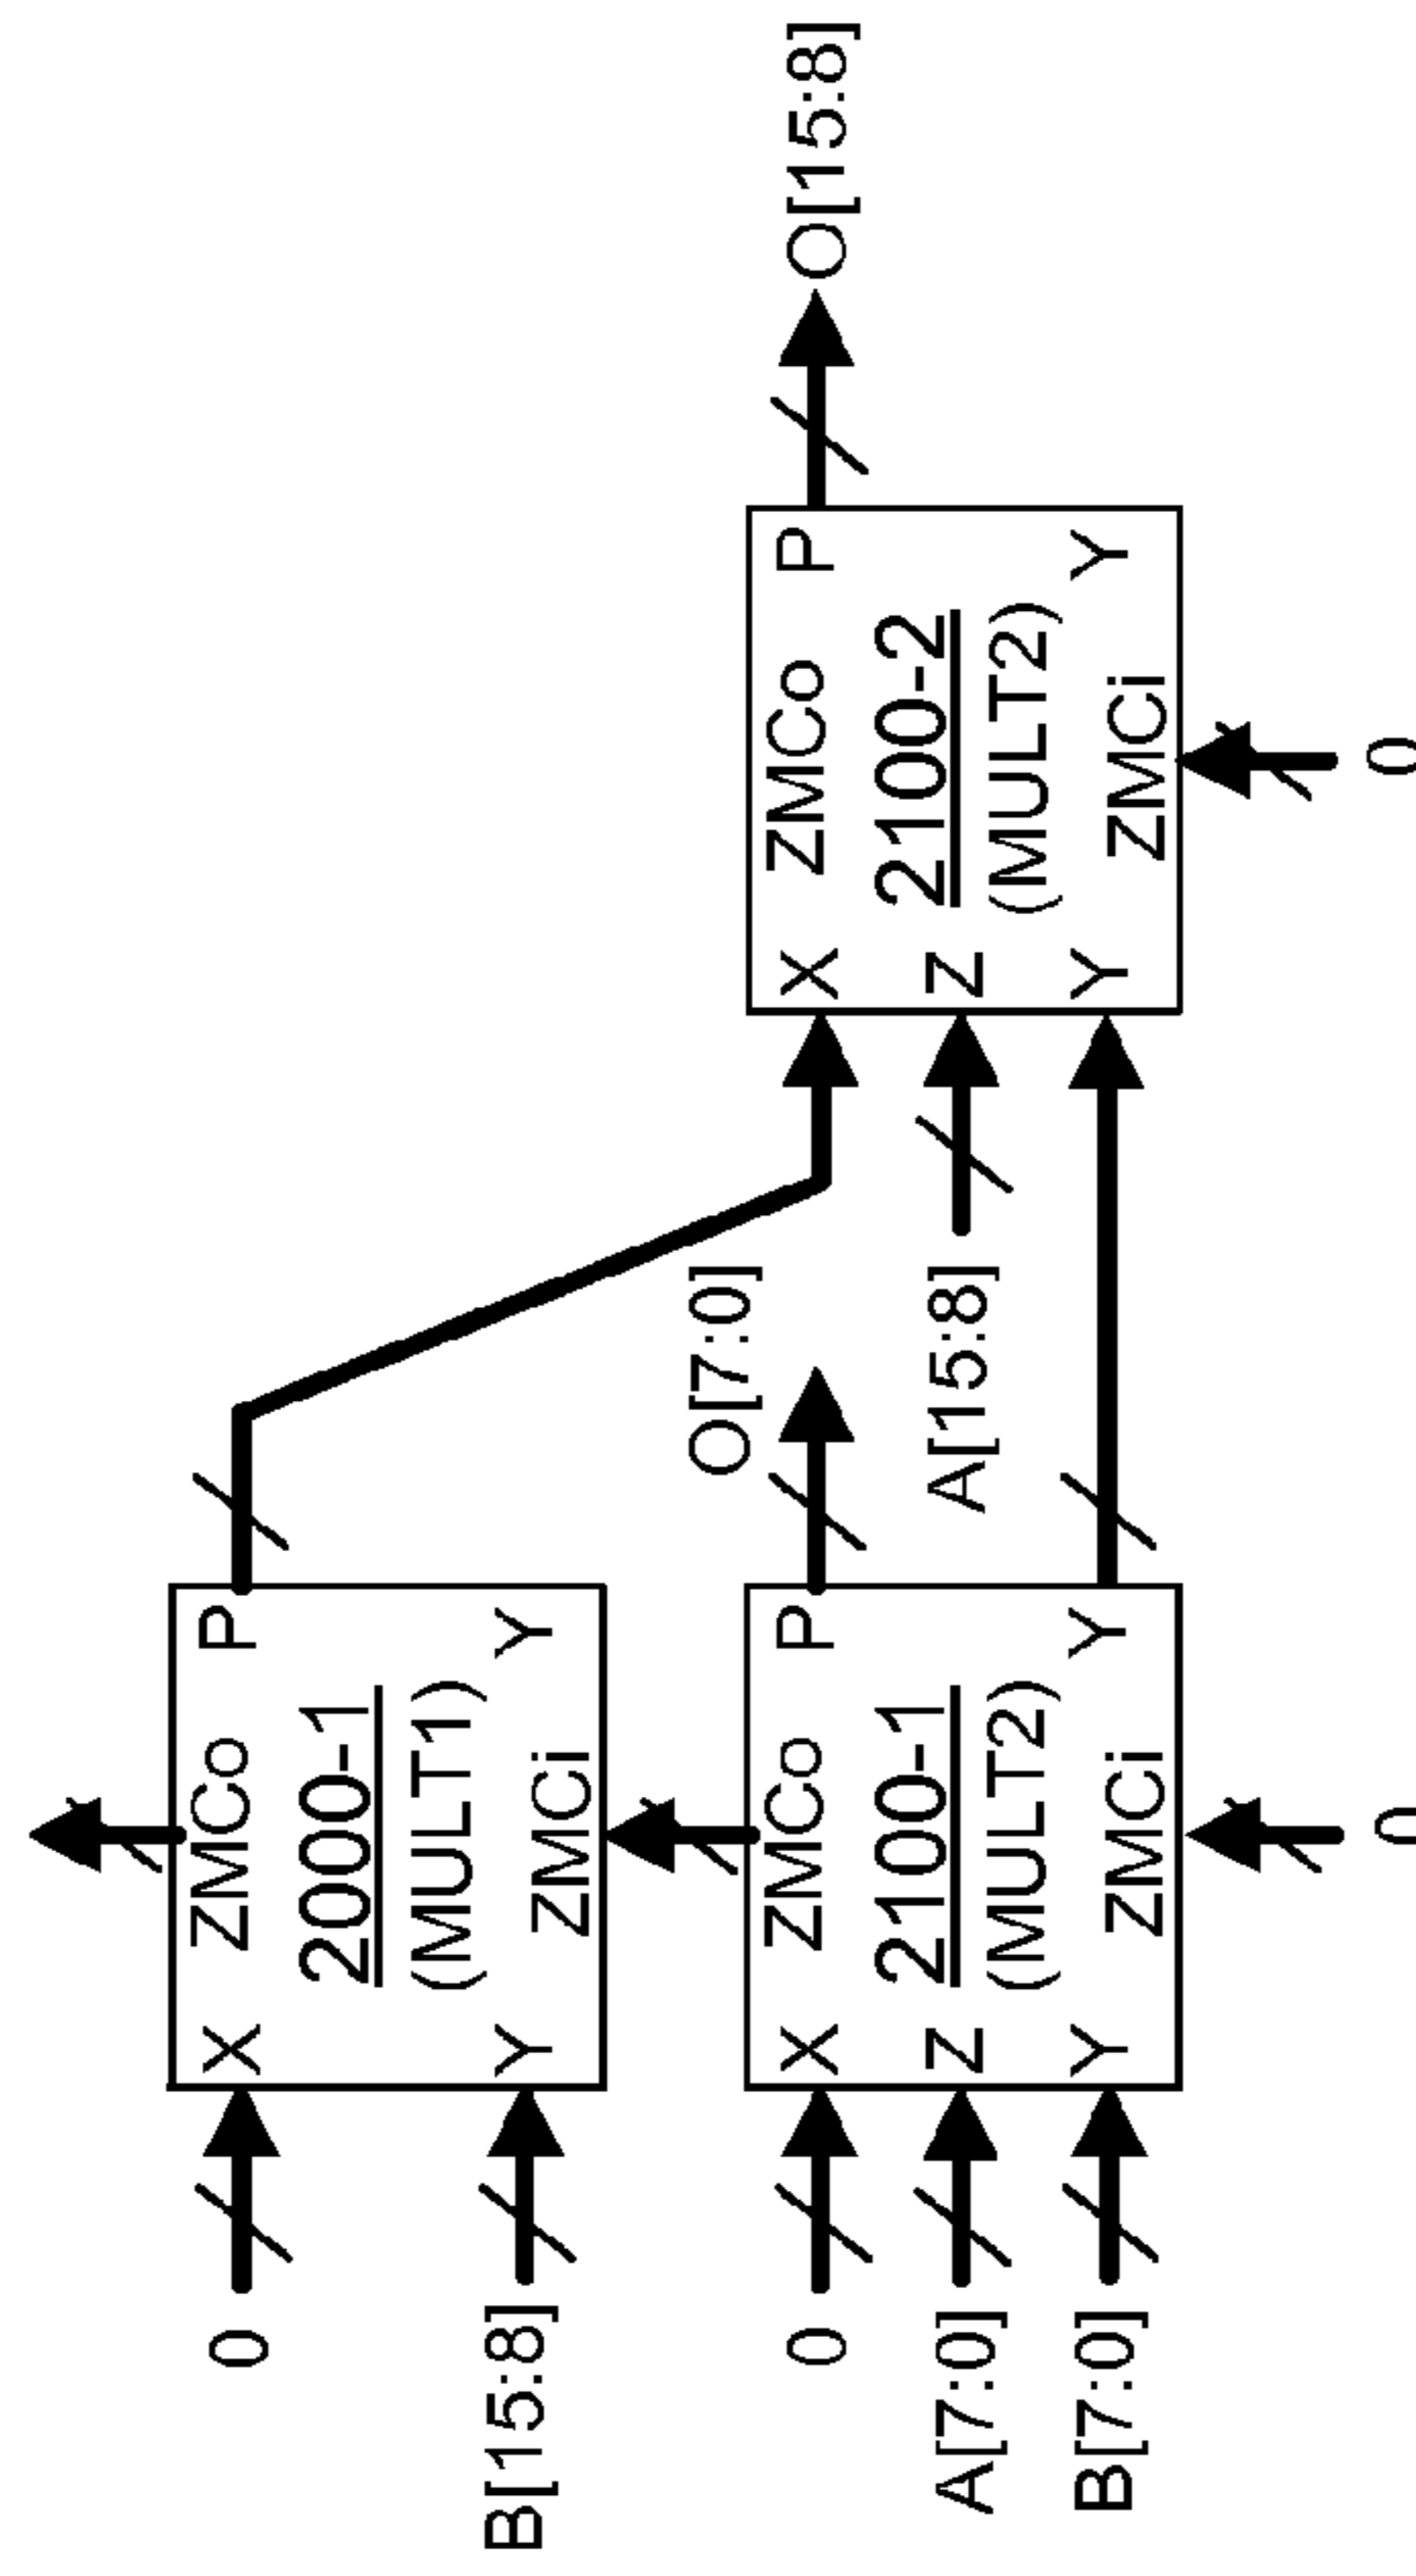 0
X
ZMCo
P
2000-1
(MULT1)
B[15:8]
Y
ZMCi
Y
O[7:0]
0
X
ZMCo
P
A[7:0]
Z
2100-1
(MULT2)
B[7:0]
Y
ZMCi
Y
0
A[15:8]
X
ZMCo
P
O[15:8]
Z
2100-2
(MULT2)
Y
ZMCi
Y
0